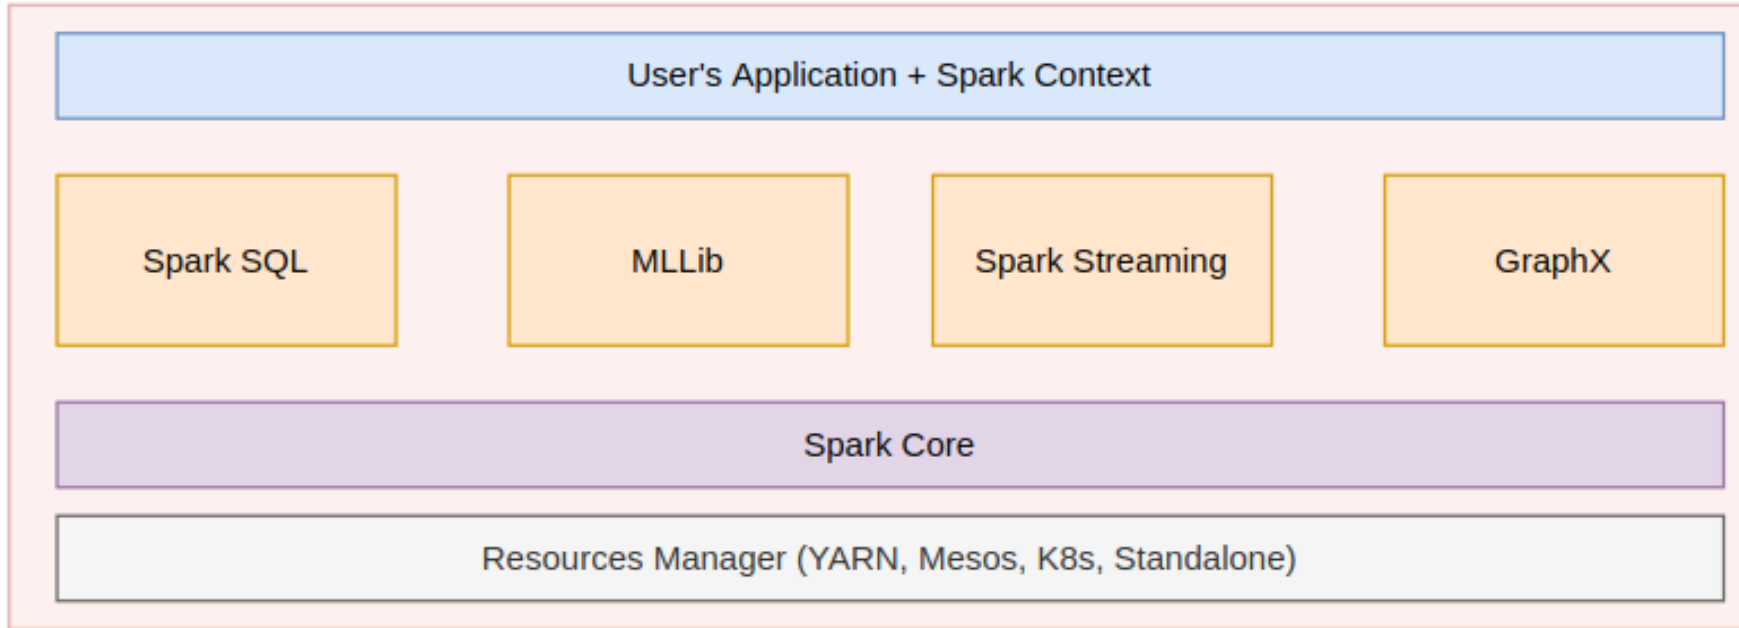 User's Application + Spark Context
Spark SQL
MLLib
Spark Streaming
GraphX
Spark Core
Resources Manager (YARN, Mesos, K8s, Standalone)